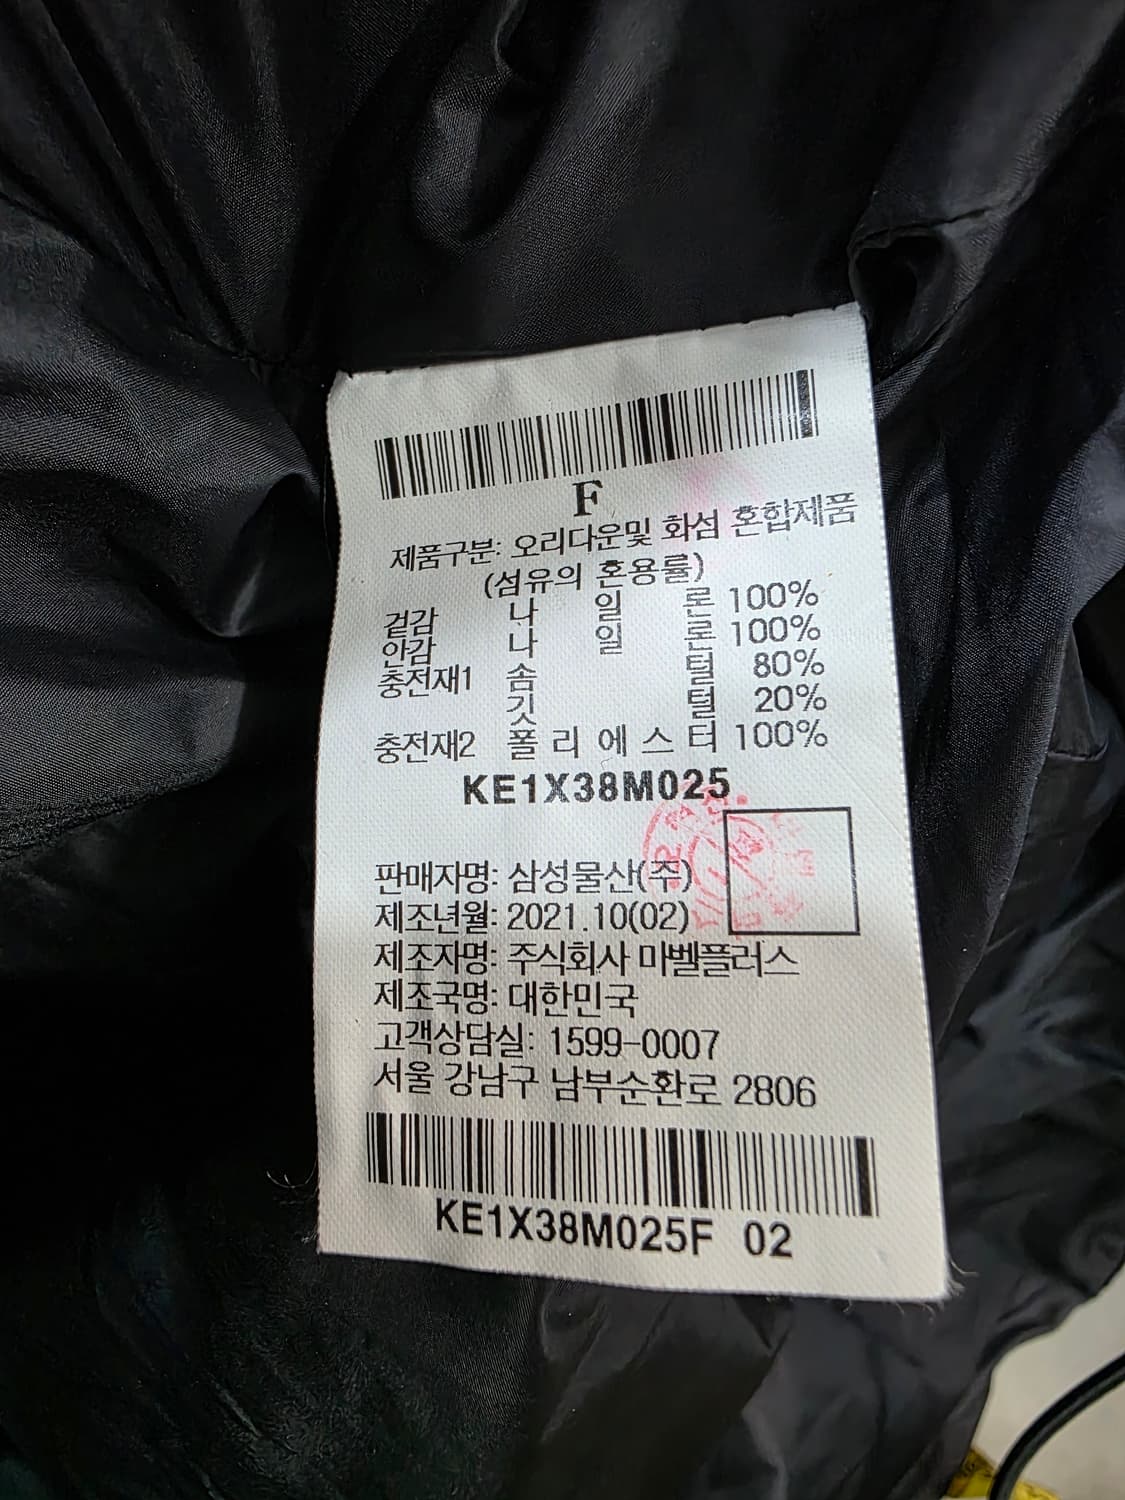 F
제품구분: 오리다운및 화섬 혼합제품
(섬유의 혼용률)
겉감 나 일 론 100%
안감 나 일 론 100%
충전재1 솜 털 80%
깃 털 20%
충전재2 폴 리 에 스 터 100%
KE1X38M025
판매자명: 삼성물산(주)
제조년월: 2021.10(02)
제조자명: 주식회사 마벨플러스
제조국명: 대한민국
고객상담실: 1599-0007
서울 강남구 남부순환로 2806
KE1X38M025F 02